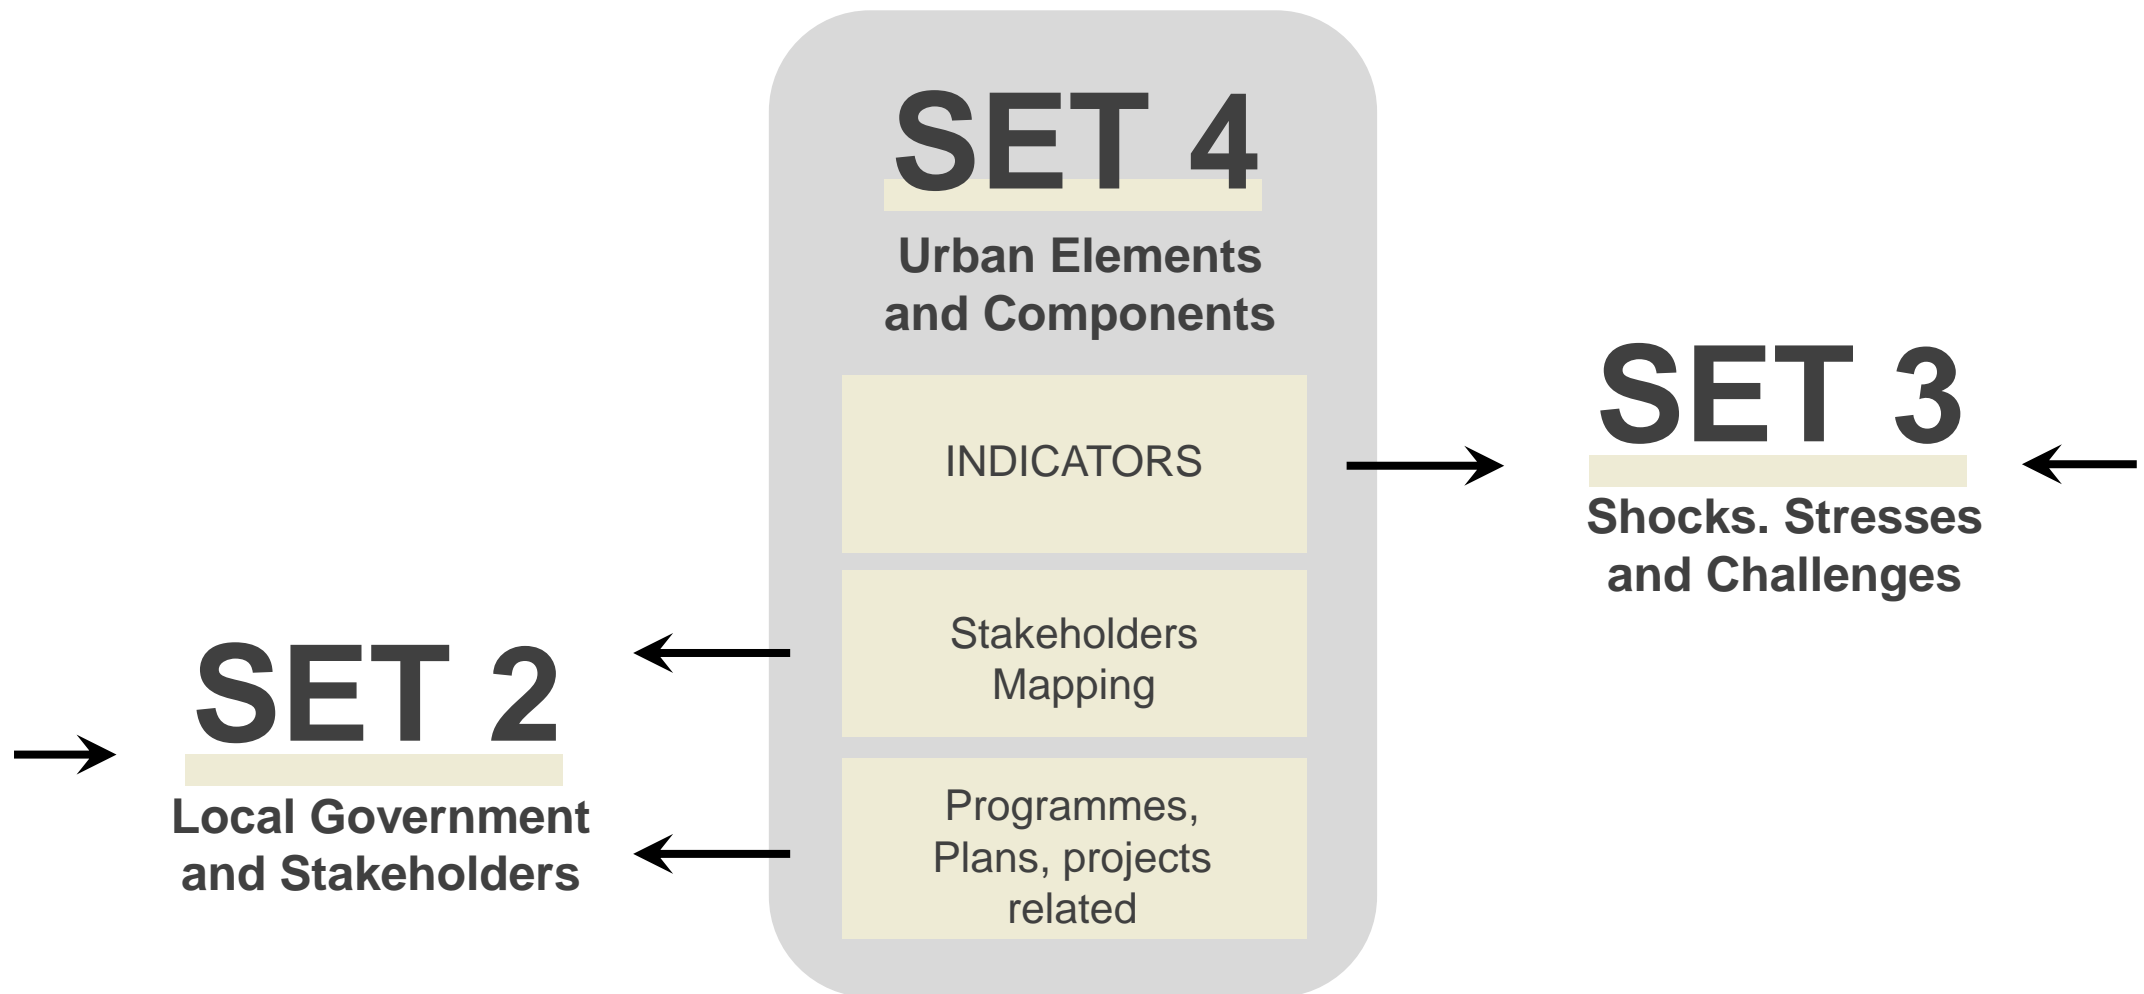 SET 4
Urban Elements
and Components
INDICATORS
Stakeholders
Mapping
Programmes,
Plans, projects
related
SET 3
Shocks. Stresses
and Challenges
SET 2
Local Government
and Stakeholders